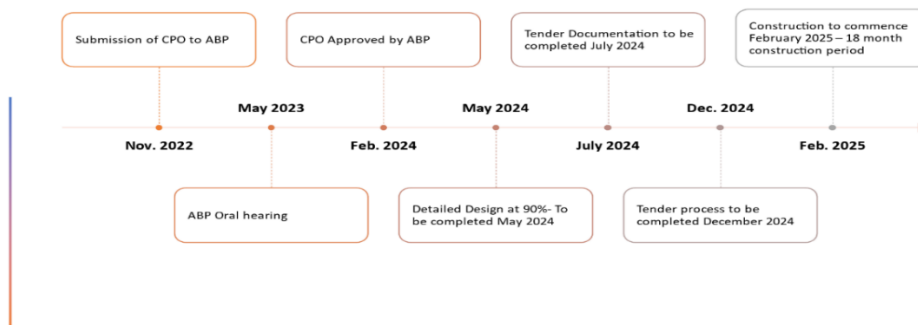 Submission of CPO to ABP
CPO Approved by ABP
Tender Documentation to be
completed July 2024
Construction to commence
February 2025 – 18 month
construction period
May 2023
May 2024
Dec. 2024
Nov. 2022
Feb. 2024
July 2024
Feb. 2025
ABP Oral hearing
Detailed Design at 90%- To
be completed May 2024
Tender process to be
completed December 2024